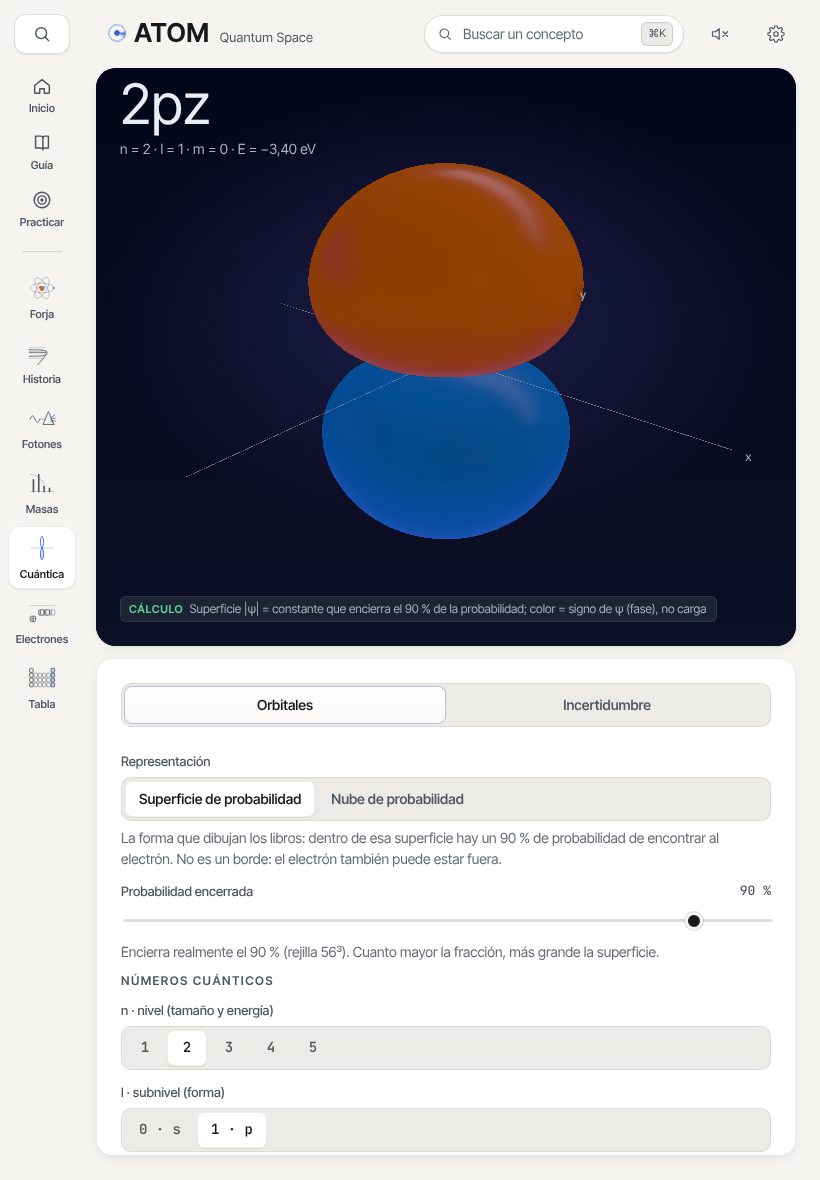 ATOM
Quantum Space
Buscar un concepto
⌘K
Inicio
Guía
Practicar
Forja
Historia
Fotones
Masas
Cuántica
Electrones
Tabla
2pz
n = 2 · l = 1 · m = 0 · E = −3,40 eV
y
x
CÁLCULO Superficie |ψ| = constante que encierra el 90 % de la probabilidad; color = signo de ψ (fase), no carga
Orbitales
Incertidumbre
Representación
Superficie de probabilidad
Nube de probabilidad
La forma que dibujan los libros: dentro de esa superficie hay un 90 % de probabilidad de encontrar al
electrón. No es un borde: el electrón también puede estar fuera.
Probabilidad encerrada
90 %
Encierra realmente el 90 % (rejilla 56³). Cuanto mayor la fracción, más grande la superficie.
NÚMEROS CUÁNTICOS
n · nivel (tamaño y energía)
1 2 3 4 5
l · subnivel (forma)
0 · s 1 · p